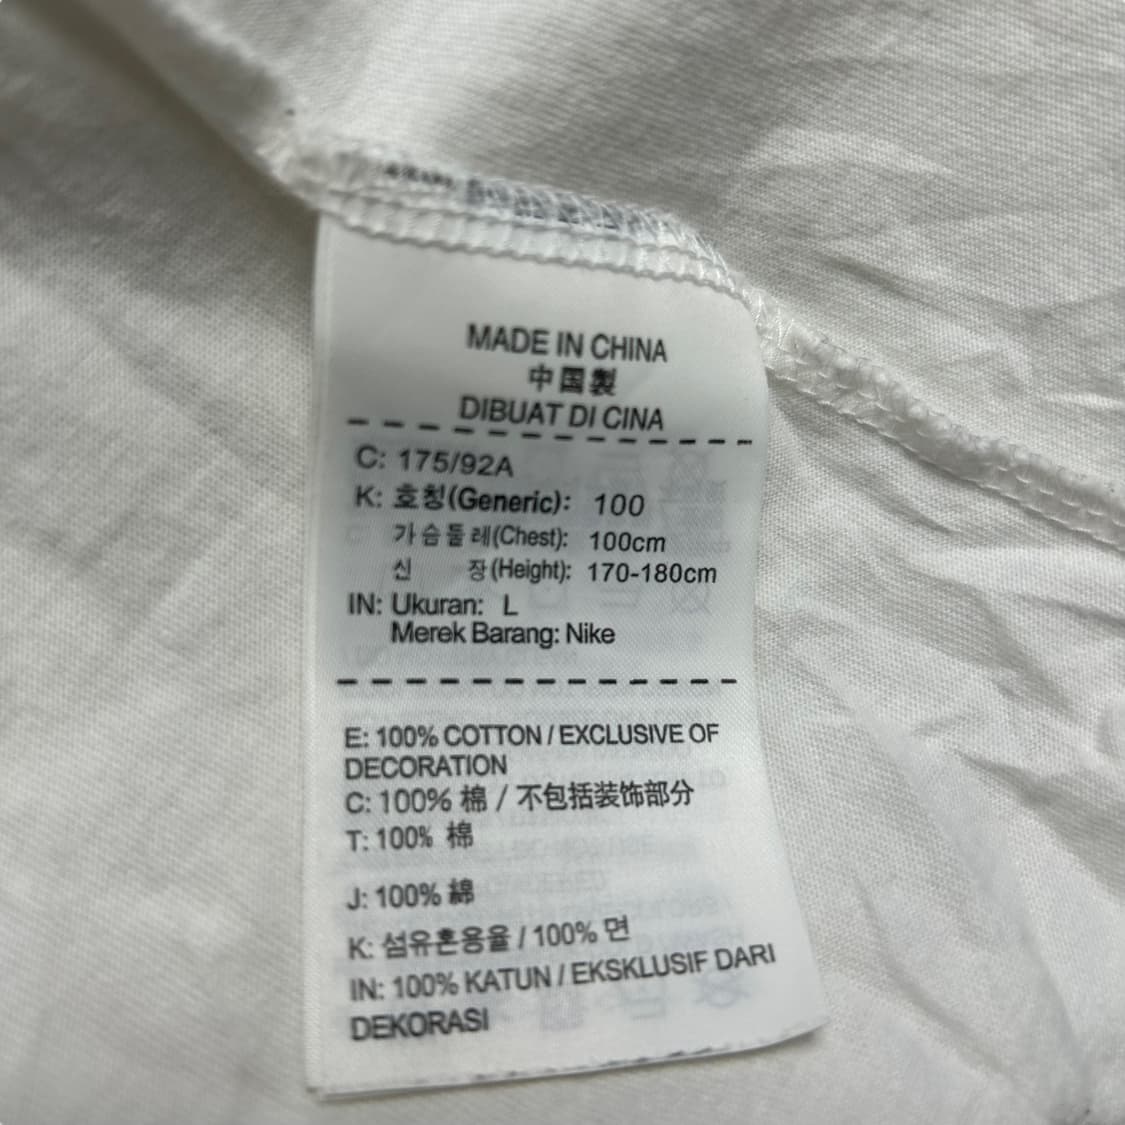 MADE IN CHINA
中国製
DIBUAT DI CINA
C: 175/92A
K: 호칭(Generic): 100
가슴둘레(Chest): 100cm
신 장(Height): 170-180cm
IN: Ukuran: L
Merek Barang: Nike
E: 100% COTTON / EXCLUSIVE OF
DECORATION
C: 100% 棉 / 不包括装饰部分
T: 100% 棉
J: 100% 綿
K: 섬유혼용율 / 100% 면
IN: 100% KATUN / EKSKLUSIF DARI
DEKORASI